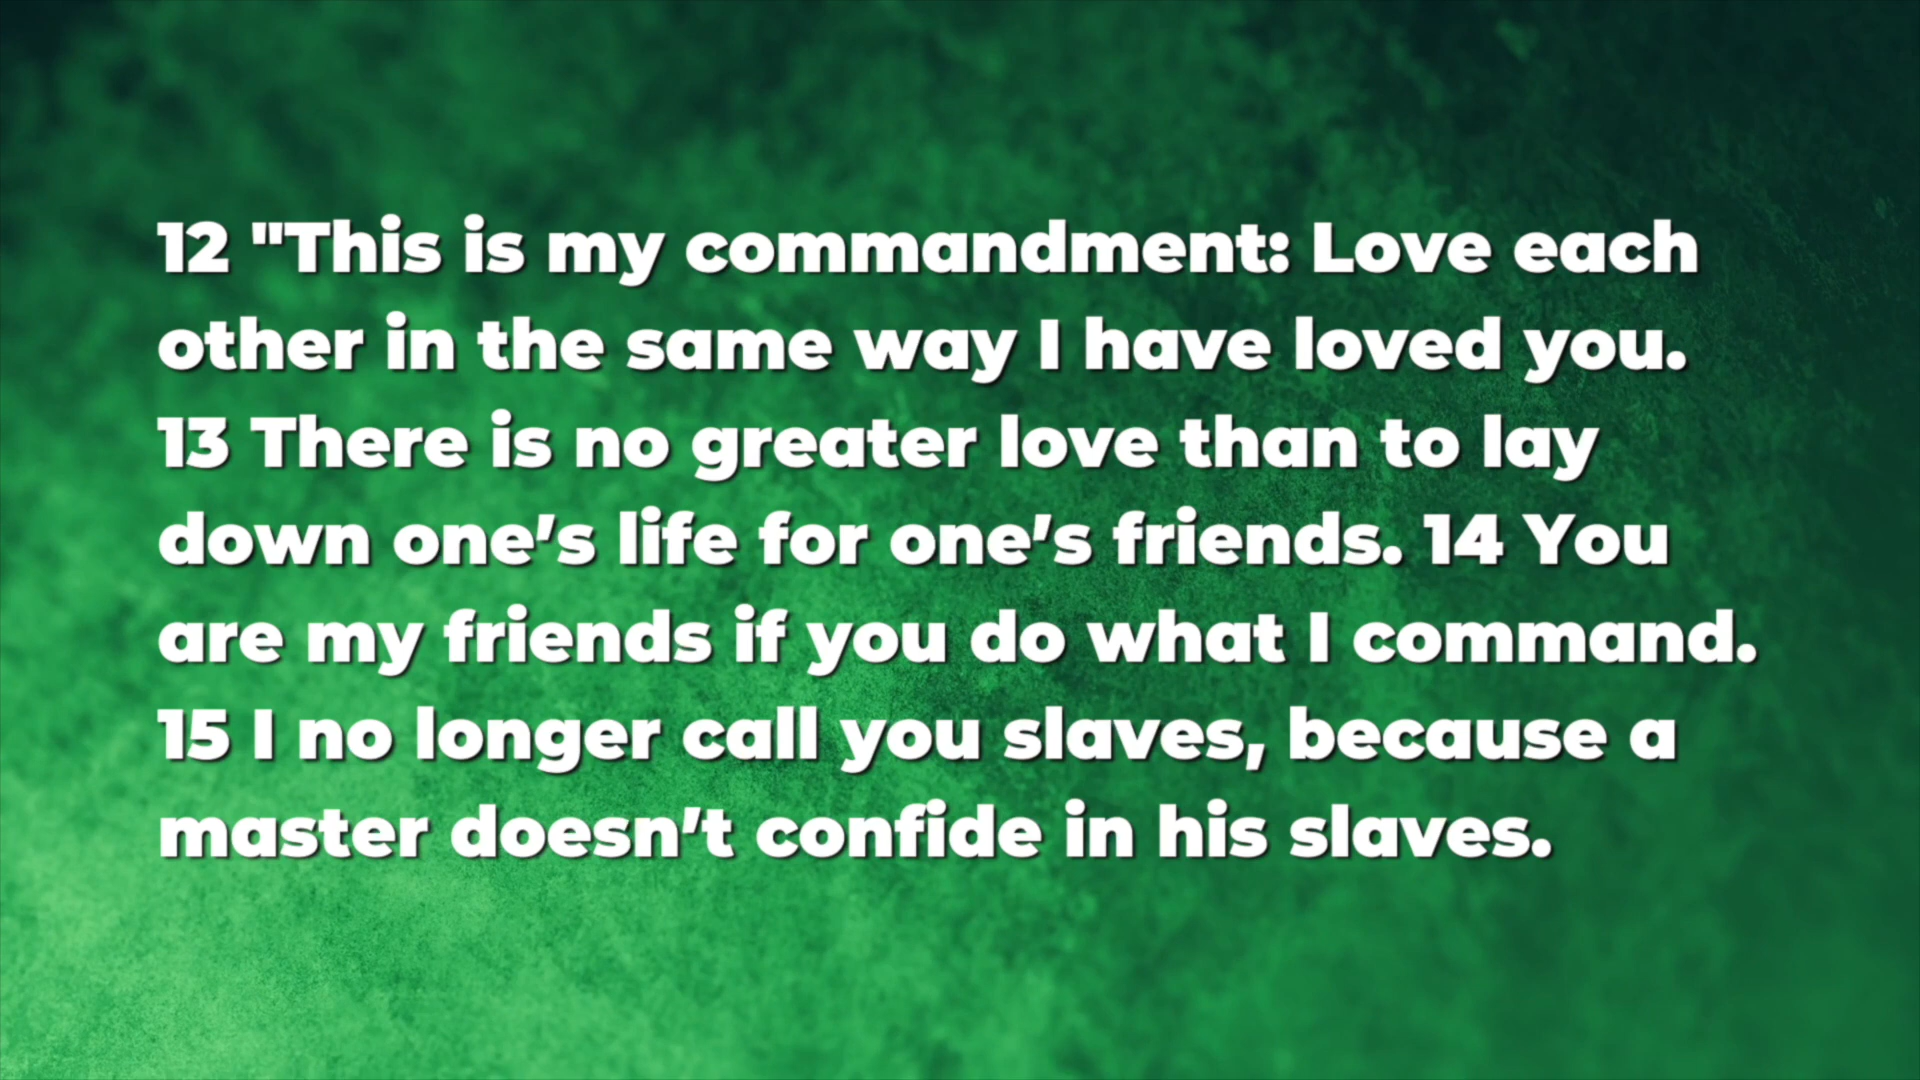 12 "This is my commandment: Love each
other in the same way I have loved you.
13 There is no greater love than to lay
down one’s life for one’s friends. 14 You
are my friends if you do what I command.
15 I no longer call you slaves, because a
master doesn’t confide in his slaves.